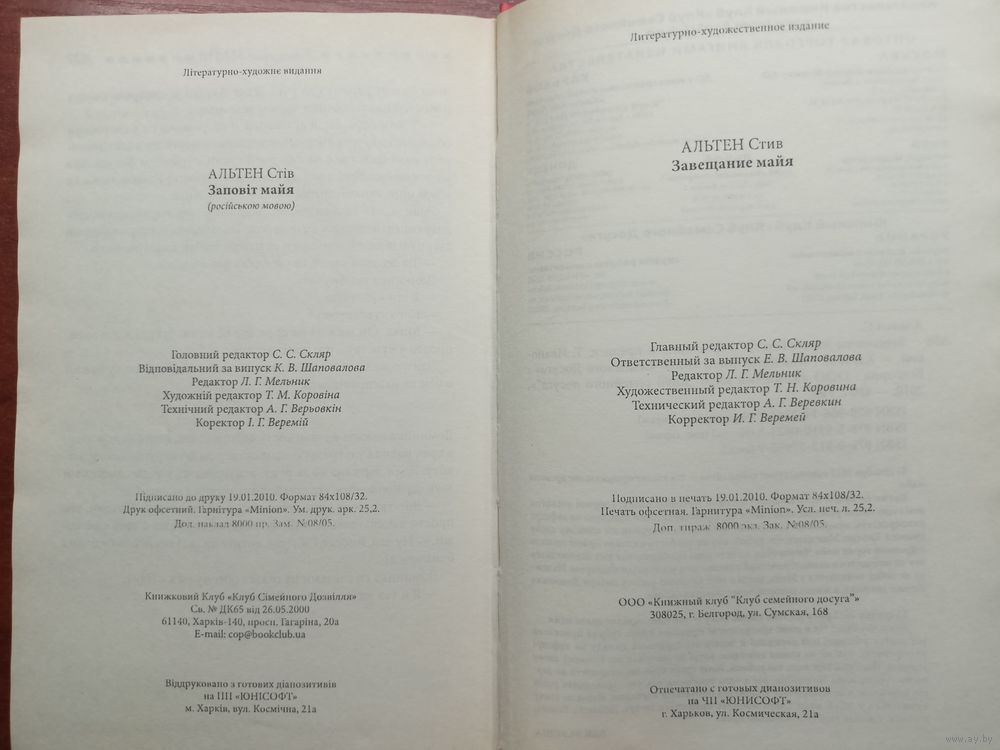 Літературно-художнє видання
АЛЬТЕН Стів
Заповіт майя
(російською мовою)
Головний редактор С. С. Скляр
Відповідальний за випуск К. В. Шаповалова
Редактор Л. Г. Мельник
Художній редактор Т. М. Коровіна
Технічний редактор А. Г. Верьовкін
Коректор І. Г. Веремій
Підписано до друку 19.01.2010. Формат 84х108/32.
Друк офсетний. Гарнітура «Minion». Ум. друк. арк. 25,2.
Дод. наклад 8000 пр. Зам. №08/05.
Книжковий Клуб «Клуб Сімейного Дозвілля»
Св. № ДК65 від 26.05.2000
61140, Харків-140, просп. Гагаріна, 20а
E-mail: cop@bookclub.ua
Віддруковано з готових діапозитивів
на ПП «ЮНІСОФТ»
м. Харків, вул. Космічна, 21а
Литературно-художественное издание
АЛЬТЕН Стив
Завещание майя
Главный редактор С. С. Скляр
Ответственный за выпуск Е. В. Шаповалова
Редактор Л. Г. Мельник
Художественный редактор Т. Н. Коровина
Технический редактор А. Г. Веревкин
Корректор И. Г. Веремей
Подписано в печать 19.01.2010. Формат 84х108/32.
Печать офсетная. Гарнитура «Minion». Усл. печ. л. 25,2.
Доп. тираж 8000 экз. Зак. №08/05.
ООО «Книжный клуб "Клуб семейного досуга"»
308025, г. Белгород, ул. Сумская, 168
Отпечатано с готовых диапозитивов
на ЧП «ЮНИСОФТ»
г. Харьков, ул. Космическая, 21а
www.ay.by